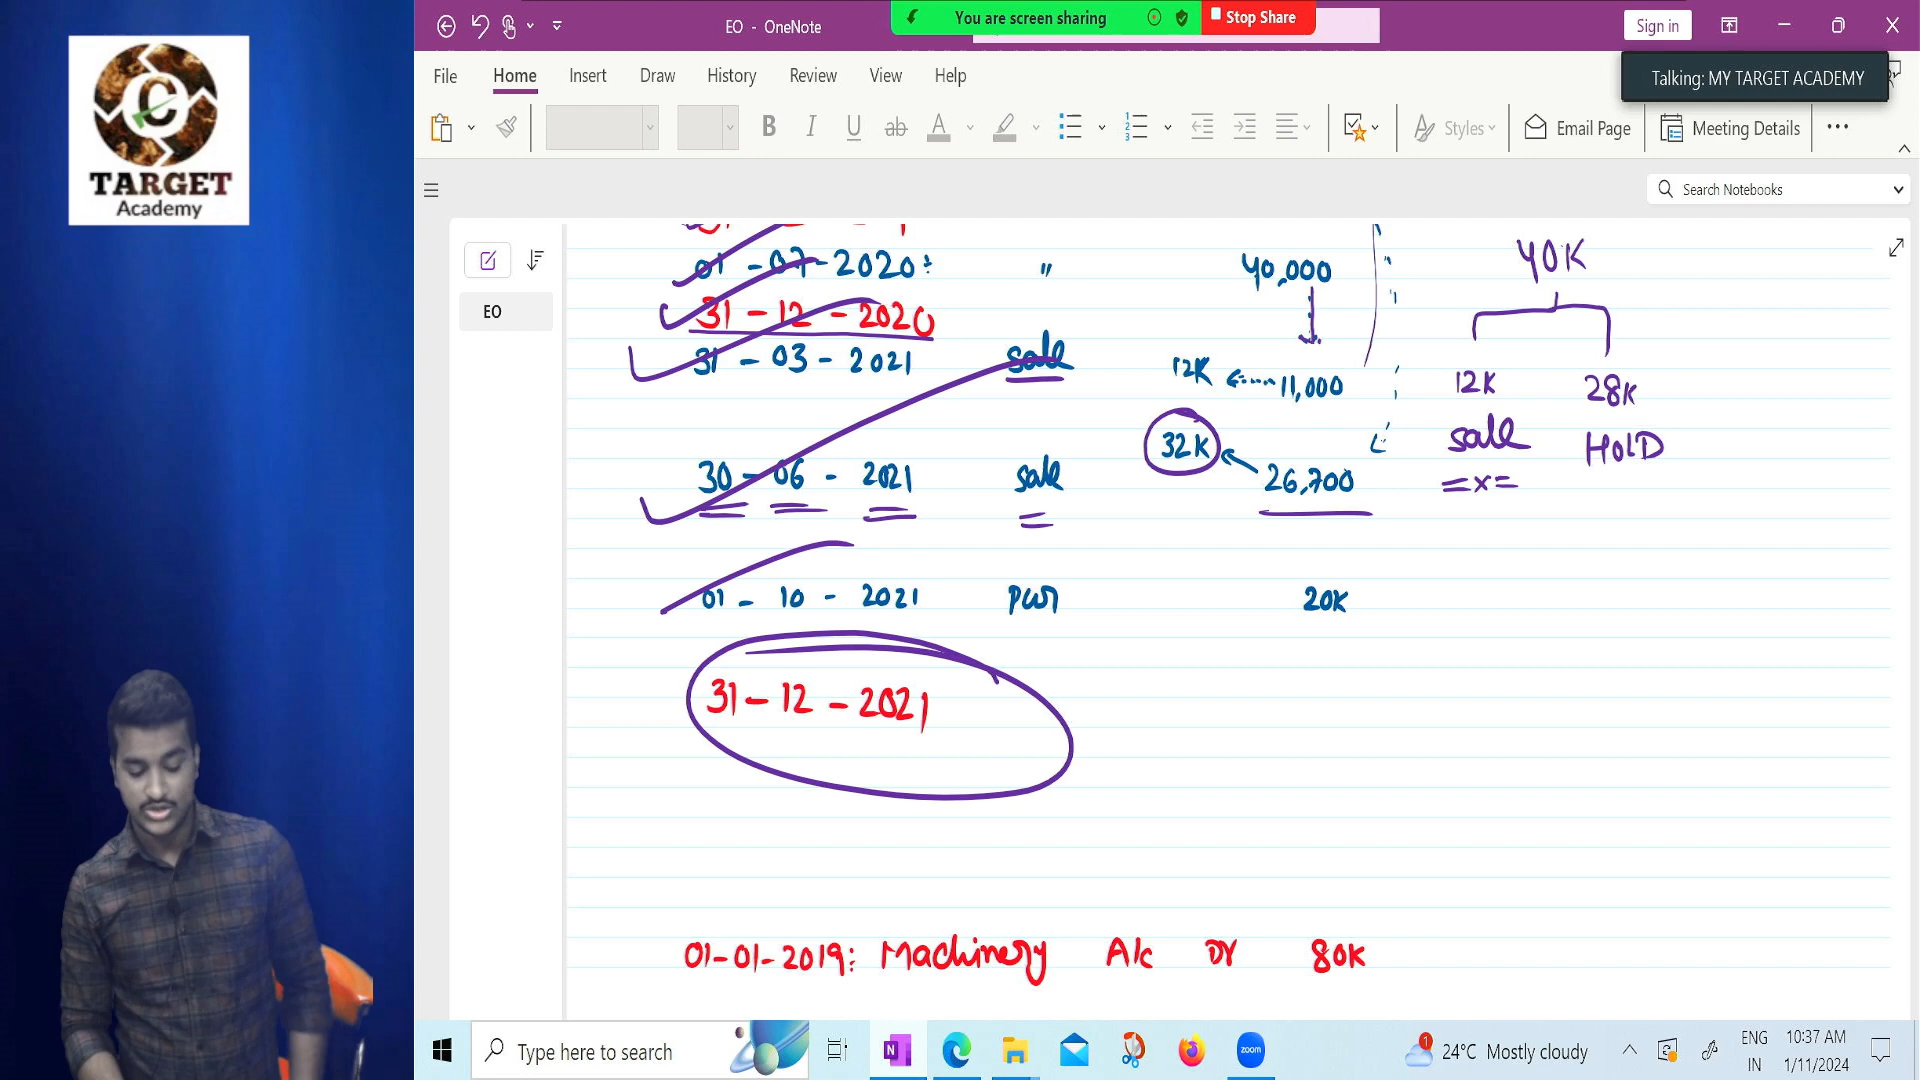 TARGET
Academy
EO - OneNote
You are screen sharing
Stop Share
Sign in
Talking: MY TARGET ACADEMY
File Home Insert Draw History Review View Help
B I U ab A Styles Email Page Meeting Details
Search Notebooks
EO
01 - 07 - 2020 : " 40,000
40K
31 - 12 - 2020
31 - 03 - 2021 sale 12K 11,000
12K 28K
sale HOLD
32K
30 - 06 - 2021 sale 26,700
01 - 10 - 2021 pur 20K
31 - 12 - 2021
01-01-2019: Machinery A/c Dr 80K
Type here to search
zoom
1
24°C Mostly cloudy
ENG
IN
10:37 AM
1/11/2024